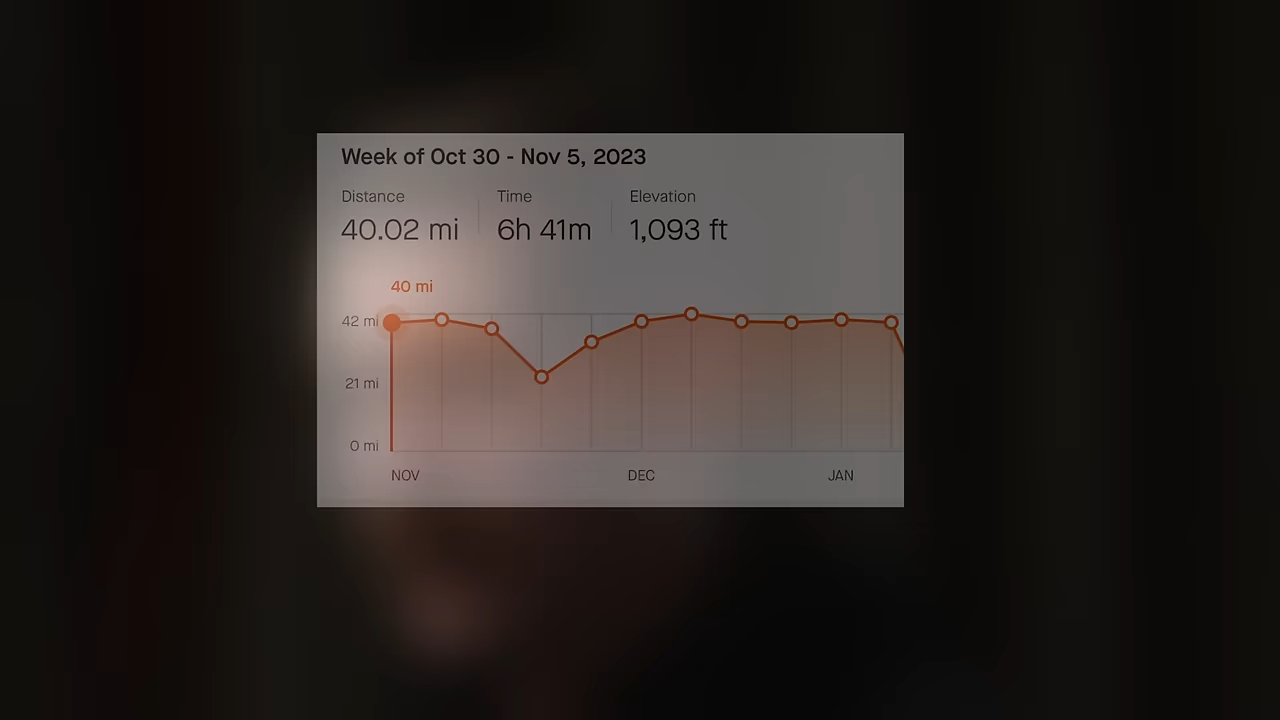 Week of Oct 30 - Nov 5, 2023
Distance Time Elevation
40.02 mi 6h 41m 1,093 ft
40 mi
42 mi
21 mi
0 mi
NOV DEC JAN